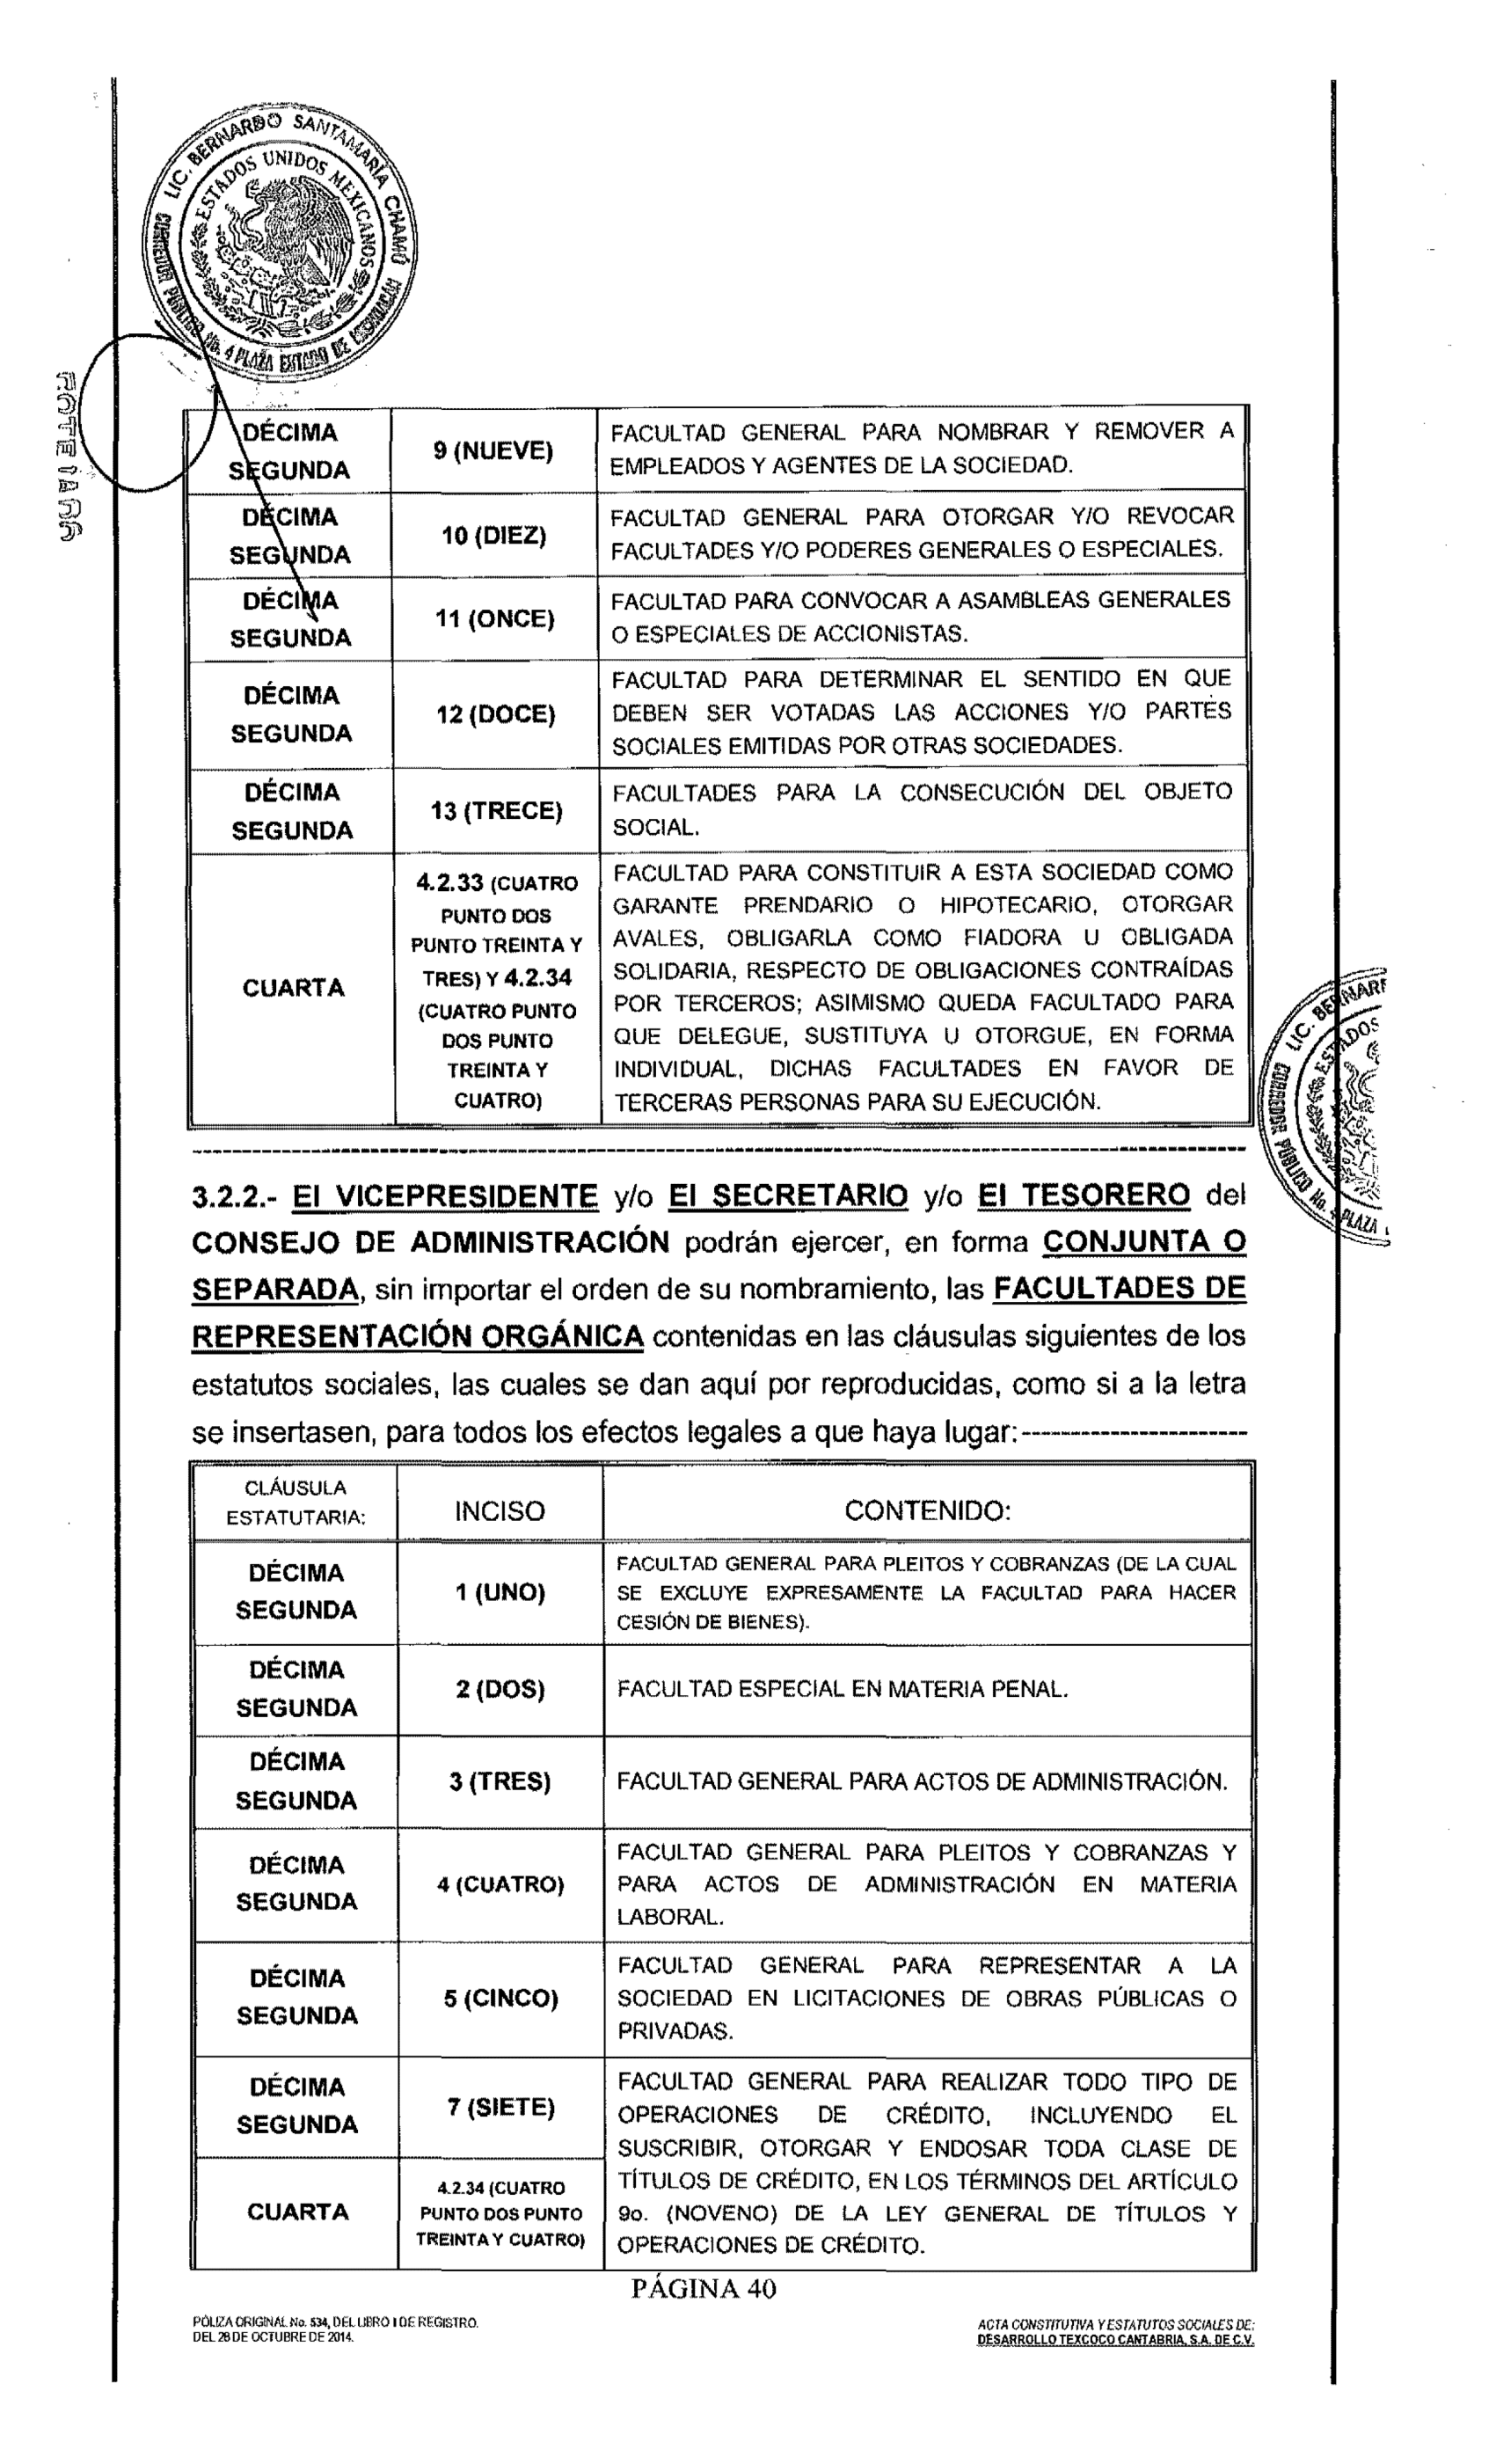 LIC. BERNARDO SANTAMARÍA CHAMÚ
ESTADOS UNIDOS MEXICANOS
CORREDOR PÚBLICO No. 4 PLAZA ESTADO DE
DÉCIMA SEGUNDA
9 (NUEVE)
FACULTAD GENERAL PARA NOMBRAR Y REMOVER A
EMPLEADOS Y AGENTES DE LA SOCIEDAD.
DÉCIMA SEGUNDA
10 (DIEZ)
FACULTAD GENERAL PARA OTORGAR Y/O REVOCAR
FACULTADES Y/O PODERES GENERALES O ESPECIALES.
DÉCIMA SEGUNDA
11 (ONCE)
FACULTAD PARA CONVOCAR A ASAMBLEAS GENERALES
O ESPECIALES DE ACCIONISTAS.
DÉCIMA SEGUNDA
12 (DOCE)
FACULTAD PARA DETERMINAR EL SENTIDO EN QUE
DEBEN SER VOTADAS LAS ACCIONES Y/O PARTES
SOCIALES EMITIDAS POR OTRAS SOCIEDADES.
DÉCIMA SEGUNDA
13 (TRECE)
FACULTADES PARA LA CONSECUCIÓN DEL OBJETO
SOCIAL.
CUARTA
4.2.33 (CUATRO
PUNTO DOS
PUNTO TREINTA Y
TRES) Y 4.2.34
(CUATRO PUNTO
DOS PUNTO
TREINTA Y
CUATRO)
FACULTAD PARA CONSTITUIR A ESTA SOCIEDAD COMO
GARANTE PRENDARIO O HIPOTECARIO, OTORGAR
AVALES, OBLIGARLA COMO FIADORA U OBLIGADA
SOLIDARIA, RESPECTO DE OBLIGACIONES CONTRAÍDAS
POR TERCEROS; ASIMISMO QUEDA FACULTADO PARA
QUE DELEGUE, SUSTITUYA U OTORGUE, EN FORMA
INDIVIDUAL, DICHAS FACULTADES EN FAVOR DE
TERCERAS PERSONAS PARA SU EJECUCIÓN.
3.2.2.- El VICEPRESIDENTE y/o El SECRETARIO y/o El TESORERO del
CONSEJO DE ADMINISTRACIÓN podrán ejercer, en forma CONJUNTA O
SEPARADA, sin importar el orden de su nombramiento, las FACULTADES DE
REPRESENTACIÓN ORGÁNICA contenidas en las cláusulas siguientes de los
estatutos sociales, las cuales se dan aquí por reproducidas, como si a la letra
se insertasen, para todos los efectos legales a que haya lugar:-----------------------
CLÁUSULA
ESTATUTARIA:
INCISO
CONTENIDO:
DÉCIMA
SEGUNDA
1 (UNO)
FACULTAD GENERAL PARA PLEITOS Y COBRANZAS (DE LA CUAL
SE EXCLUYE EXPRESAMENTE LA FACULTAD PARA HACER
CESIÓN DE BIENES).
DÉCIMA
SEGUNDA
2 (DOS)
FACULTAD ESPECIAL EN MATERIA PENAL.
DÉCIMA
SEGUNDA
3 (TRES)
FACULTAD GENERAL PARA ACTOS DE ADMINISTRACIÓN.
DÉCIMA
SEGUNDA
4 (CUATRO)
FACULTAD GENERAL PARA PLEITOS Y COBRANZAS Y
PARA ACTOS DE ADMINISTRACIÓN EN MATERIA
LABORAL.
DÉCIMA
SEGUNDA
5 (CINCO)
FACULTAD GENERAL PARA REPRESENTAR A LA
SOCIEDAD EN LICITACIONES DE OBRAS PÚBLICAS O
PRIVADAS.
DÉCIMA
SEGUNDA
7 (SIETE)
FACULTAD GENERAL PARA REALIZAR TODO TIPO DE
OPERACIONES DE CRÉDITO, INCLUYENDO EL
SUSCRIBIR, OTORGAR Y ENDOSAR TODA CLASE DE
TÍTULOS DE CRÉDITO, EN LOS TÉRMINOS DEL ARTÍCULO
9o. (NOVENO) DE LA LEY GENERAL DE TÍTULOS Y
OPERACIONES DE CRÉDITO.
CUARTA
4.2.34 (CUATRO
PUNTO DOS PUNTO
TREINTA Y CUATRO)
PÁGINA 40
PÓLIZA ORIGINAL No. 534, DEL LIBRO I DE REGISTRO.
DEL 28 DE OCTUBRE DE 2014.
ACTA CONSTITUTIVA Y ESTATUTOS SOCIALES DE:
DESARROLLO TEXCOCO CANTABRIA, S.A. DE C.V.